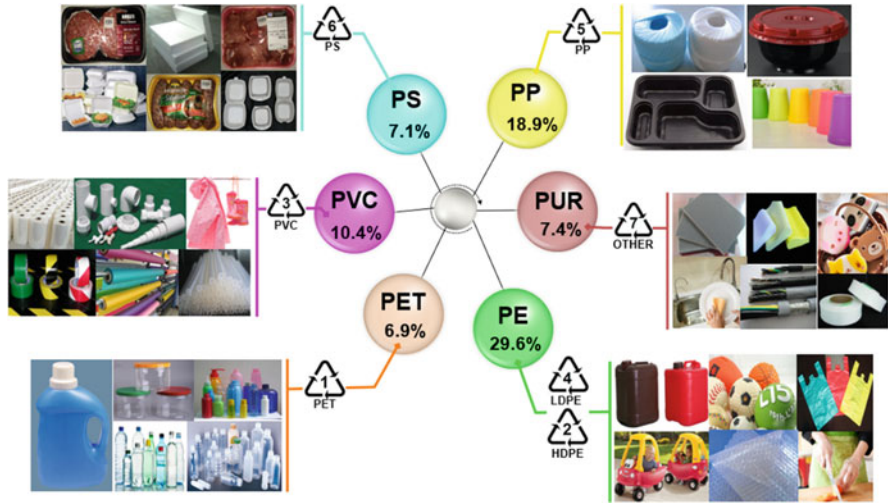 6
PS
PS
7.1%
5
PP
PP
18.9%
3
PVC
PVC
10.4%
PUR
7.4%
7
OTHER
PET
6.9%
1
PET
PE
29.6%
4
LDPE
2
HDPE